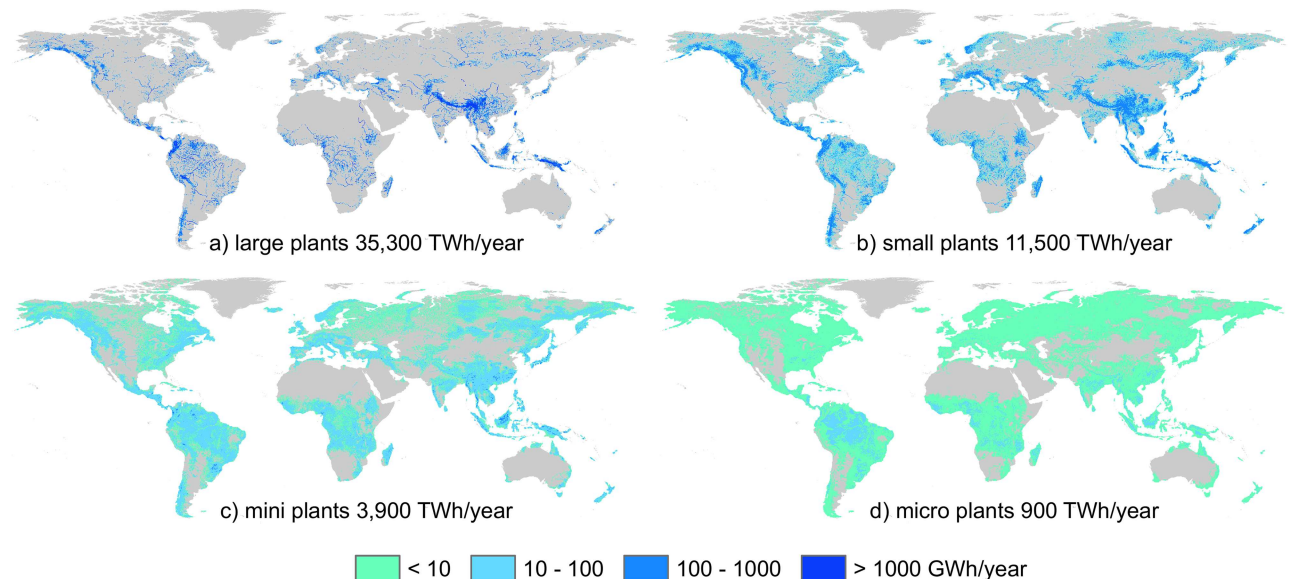 a) large plants 35,300 TWh/year
b) small plants 11,500 TWh/year
c) mini plants 3,900 TWh/year
d) micro plants 900 TWh/year
< 10 10 - 100 100 - 1000 > 1000 GWh/year